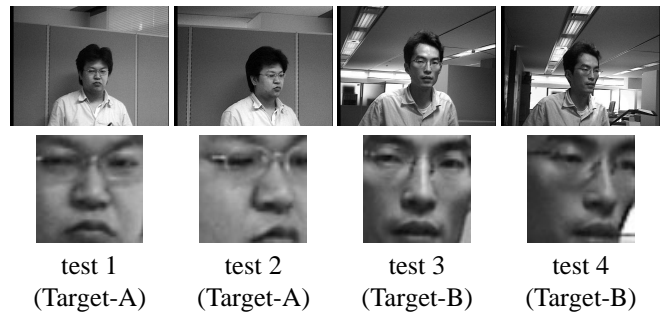 test 1
(Target-A)
test 2
(Target-A)
test 3
(Target-B)
test 4
(Target-B)